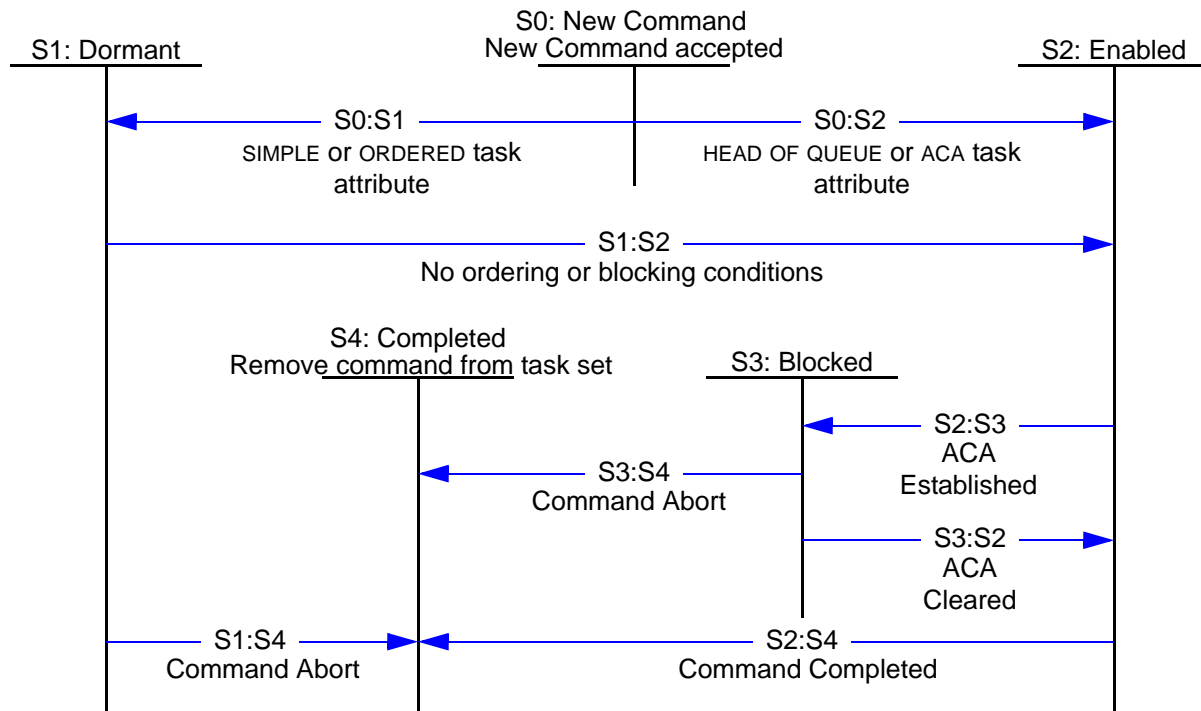 S0: New Command
New Command accepted
S1: Dormant
S2: Enabled
S0:S1
SIMPLE or ORDERED task
attribute
S0:S2
HEAD OF QUEUE or ACA task
attribute
S1:S2
No ordering or blocking conditions
S4: Completed
Remove command from task set
S3: Blocked
S2:S3
ACA
Established
S3:S4
Command Abort
S3:S2
ACA
Cleared
S1:S4
Command Abort
S2:S4
Command Completed